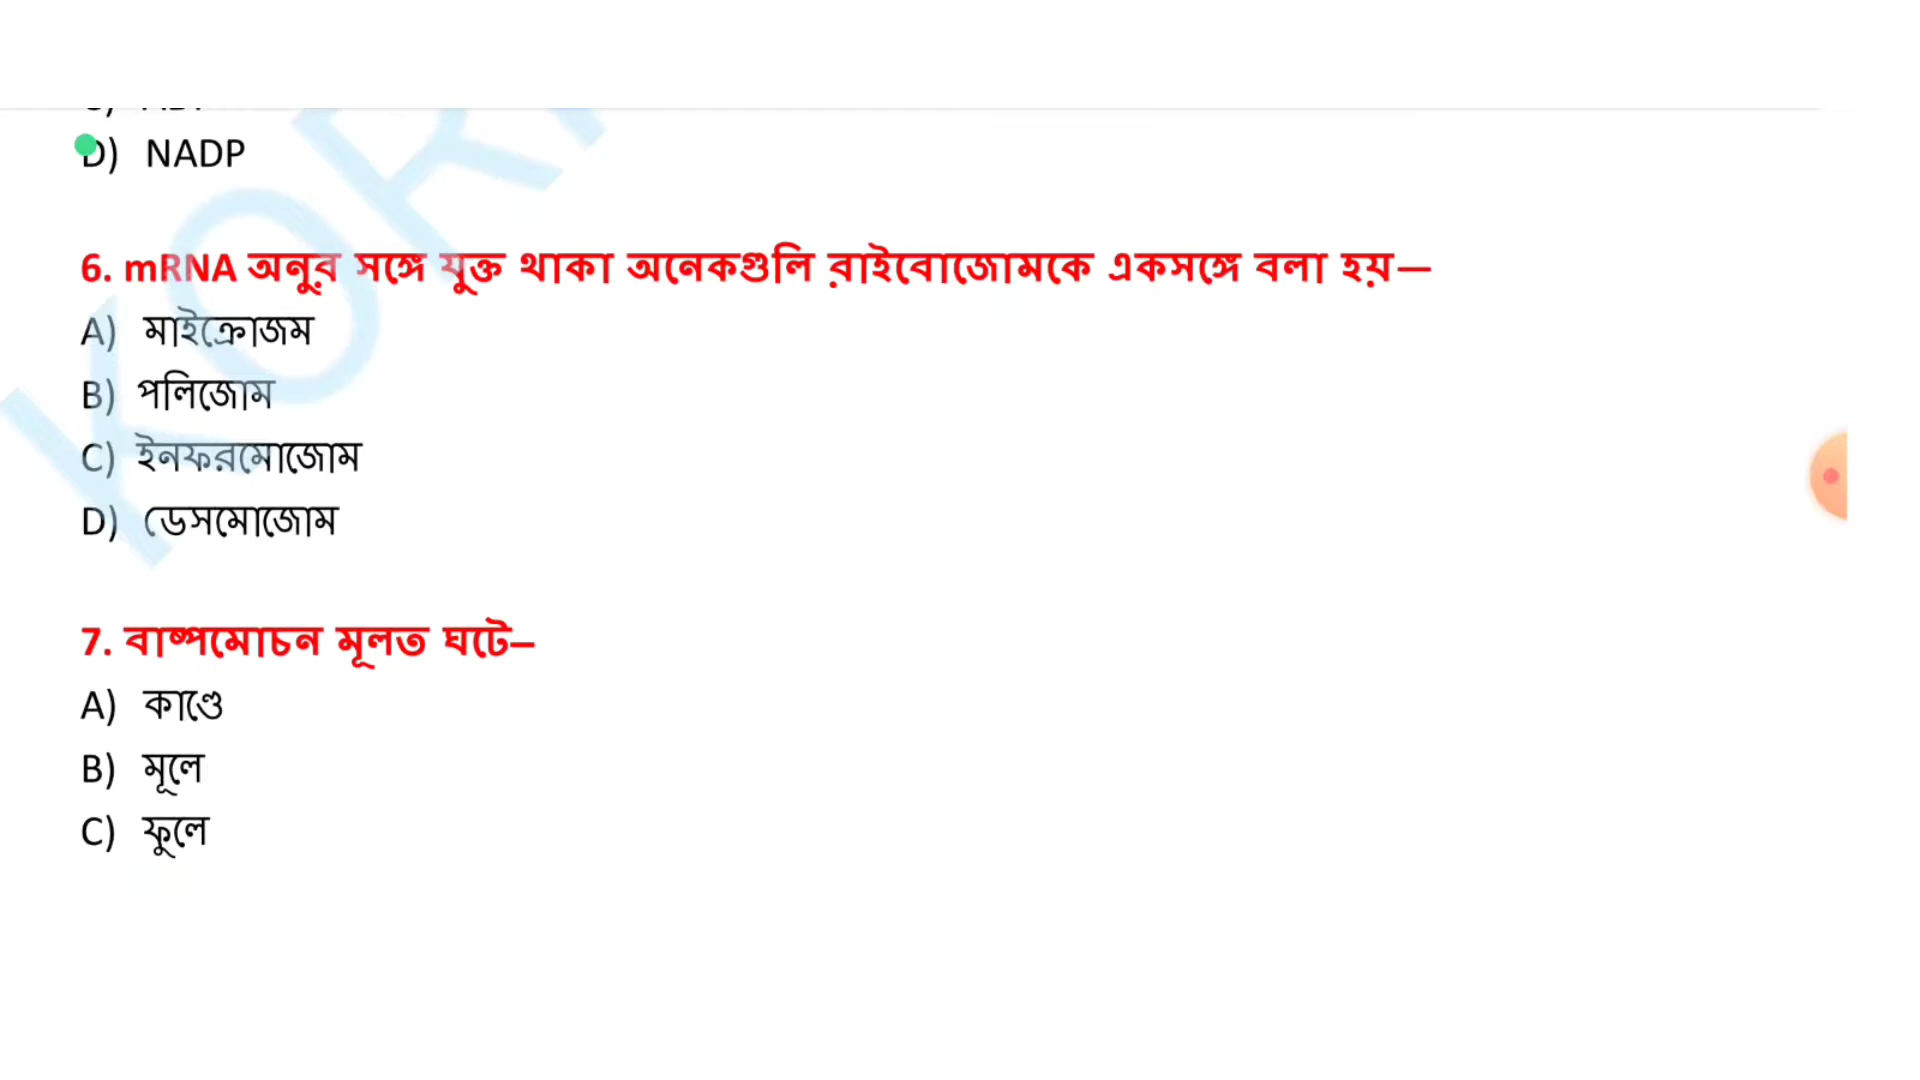 D) NADP
6. mRNA অনুর সঙ্গে যুক্ত থাকা অনেকগুলি রাইবোজোমকে একসঙ্গে বলা হয়—
A) মাইক্রোজম
B) পলিজোম
C) ইনফরমোজোম
D) ডেসমোজোম
7. বাষ্পমোচন মূলত ঘটে–
A) কাণ্ডে
B) মূলে
C) ফুলে